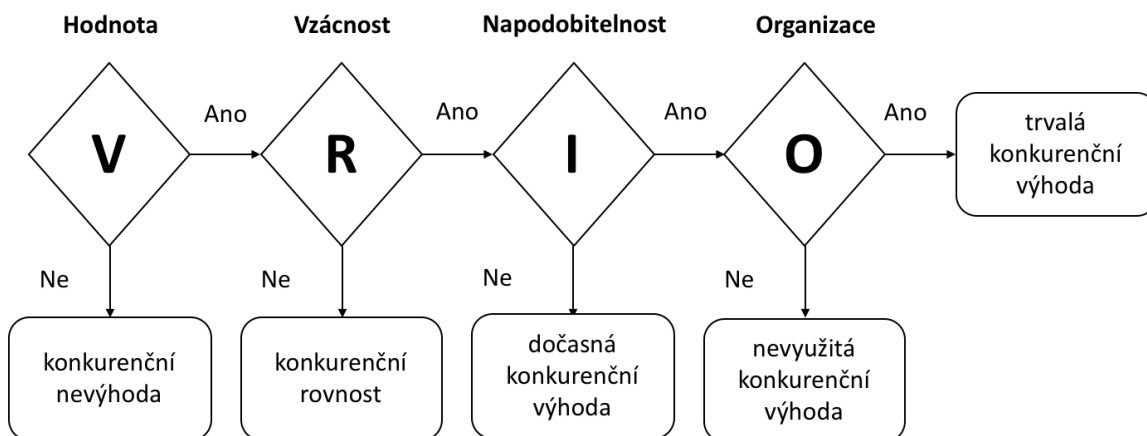 Hodnota
Vzácnost
Napodobitelnost
Organizace
V
Ano
R
Ano
I
Ano
O
Ano
trvalá
konkurenční
výhoda
Ne
Ne
Ne
Ne
konkurenční
nevýhoda
konkurenční
rovnost
dočasná
konkurenční
výhoda
nevyužitá
konkurenční
výhoda